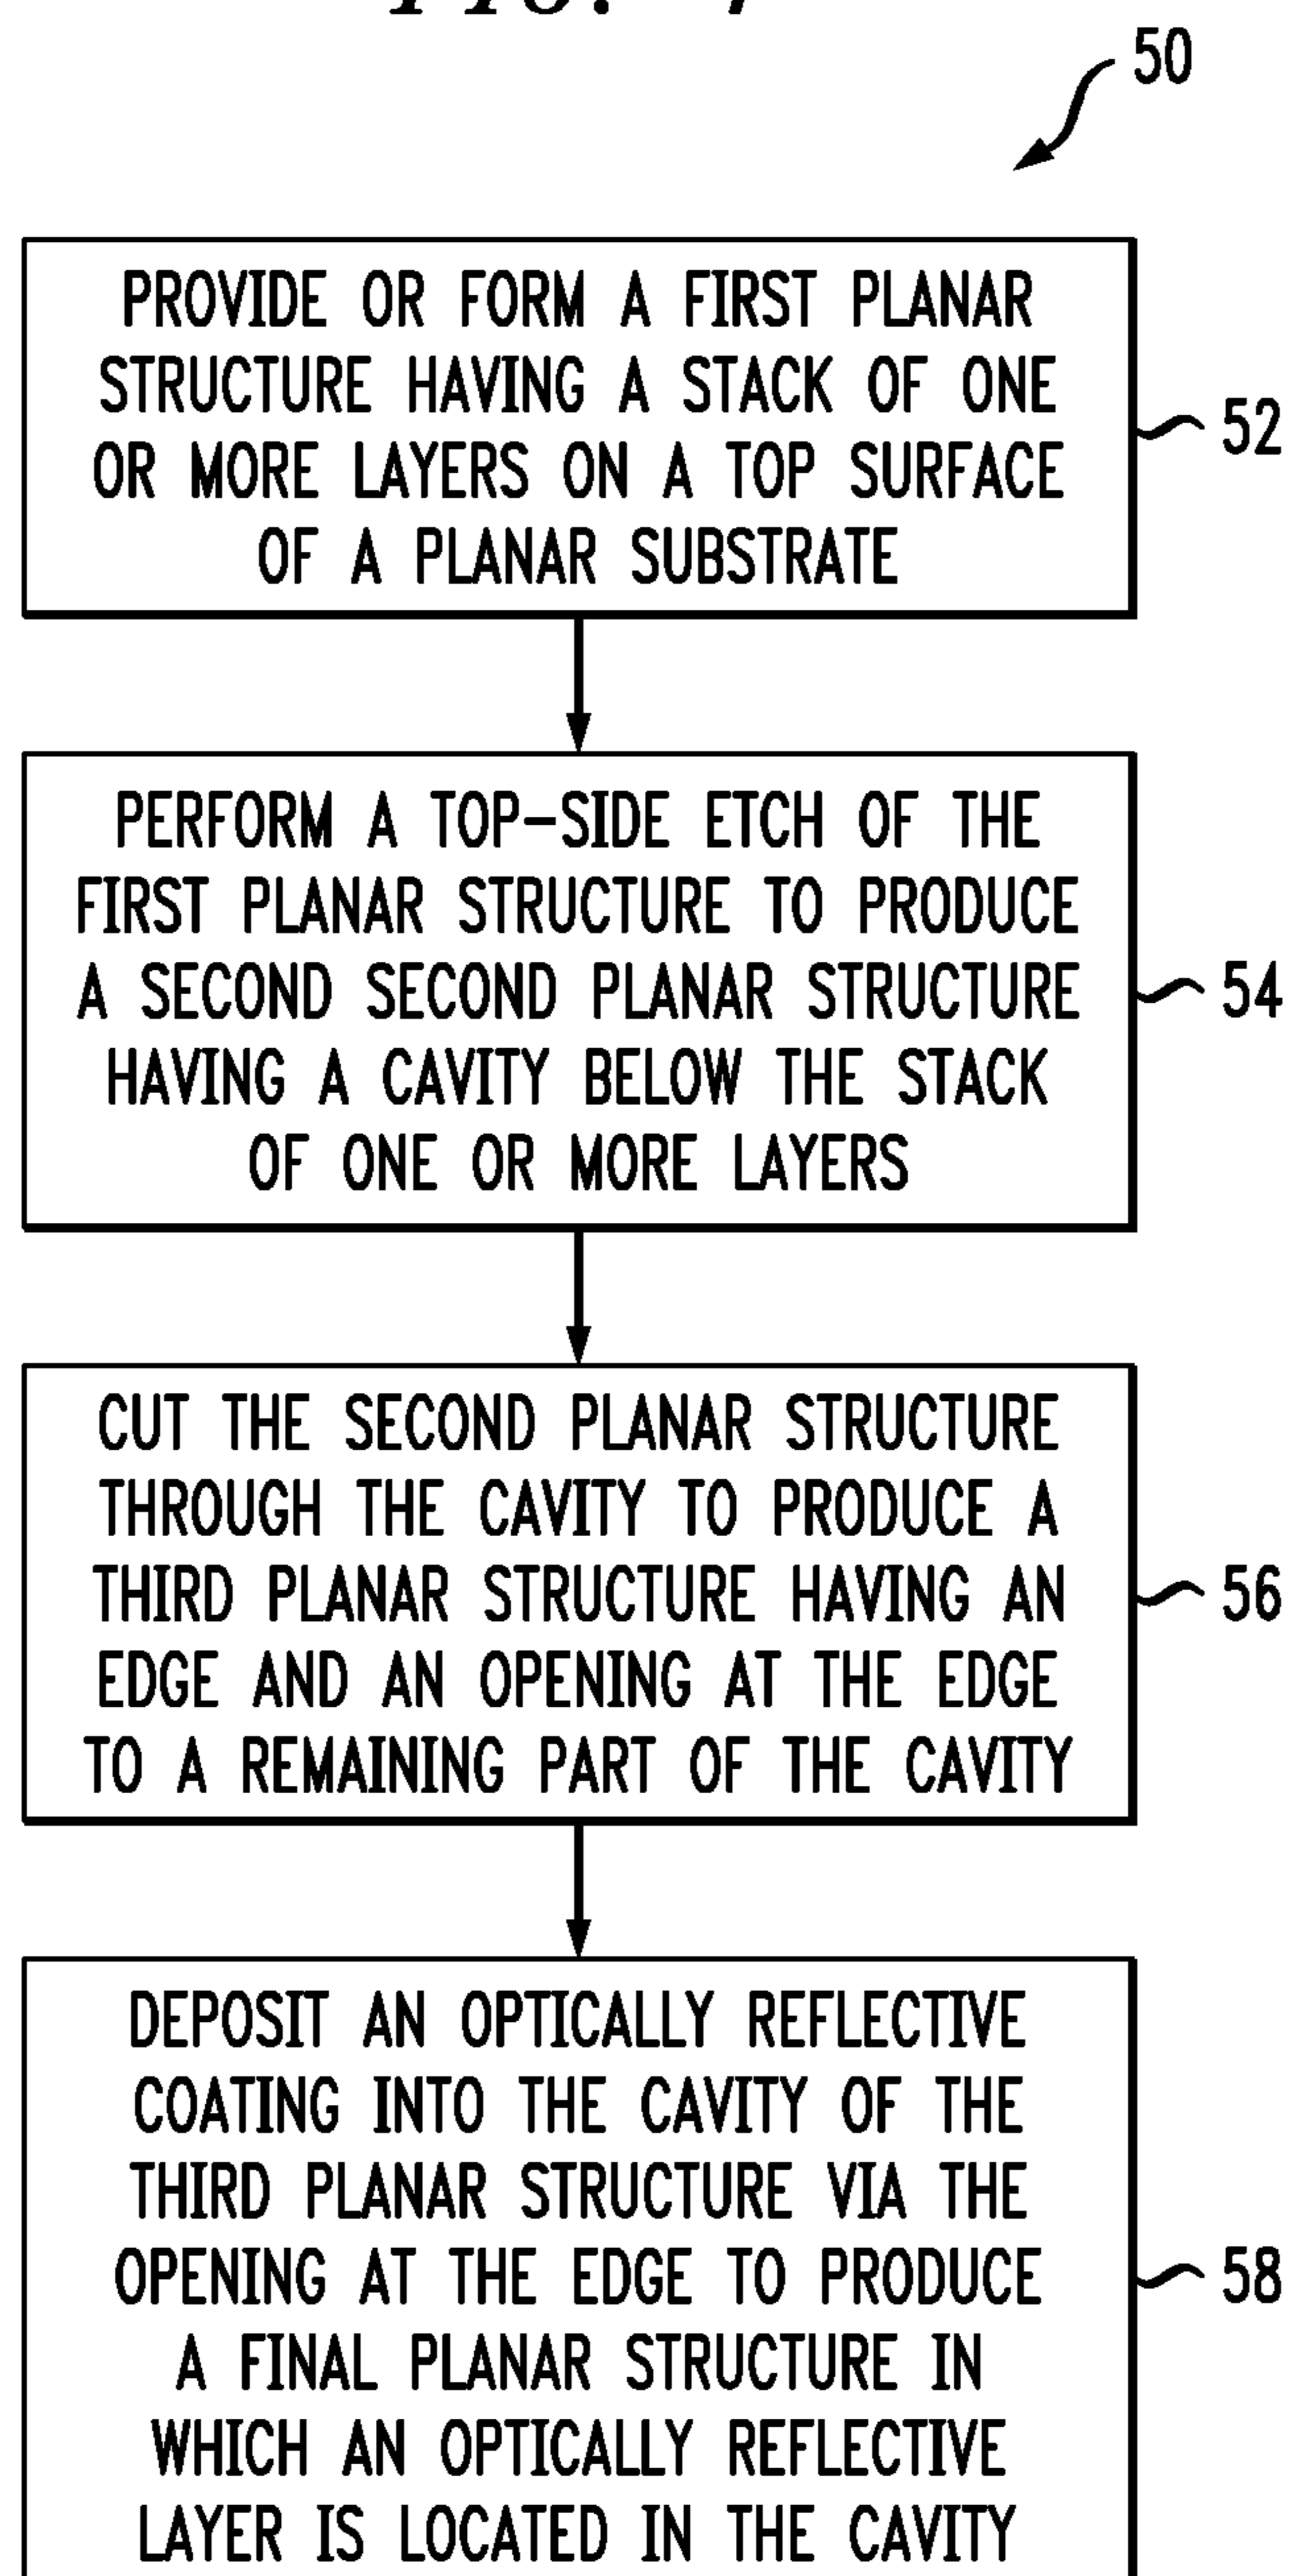 50
PROVIDE OR FORM A FIRST PLANAR
STRUCTURE HAVING A STACK OF ONE
OR MORE LAYERS ON A TOP SURFACE
OF A PLANAR SUBSTRATE
52
PERFORM A TOP-SIDE ETCH OF THE
FIRST PLANAR STRUCTURE TO PRODUCE
A SECOND SECOND PLANAR STRUCTURE
HAVING A CAVITY BELOW THE STACK
OF ONE OR MORE LAYERS
54
CUT THE SECOND PLANAR STRUCTURE
THROUGH THE CAVITY TO PRODUCE A
THIRD PLANAR STRUCTURE HAVING AN
EDGE AND AN OPENING AT THE EDGE
TO A REMAINING PART OF THE CAVITY
56
DEPOSIT AN OPTICALLY REFLECTIVE
COATING INTO THE CAVITY OF THE
THIRD PLANAR STRUCTURE VIA THE
OPENING AT THE EDGE TO PRODUCE
A FINAL PLANAR STRUCTURE IN
WHICH AN OPTICALLY REFLECTIVE
LAYER IS LOCATED IN THE CAVITY
58